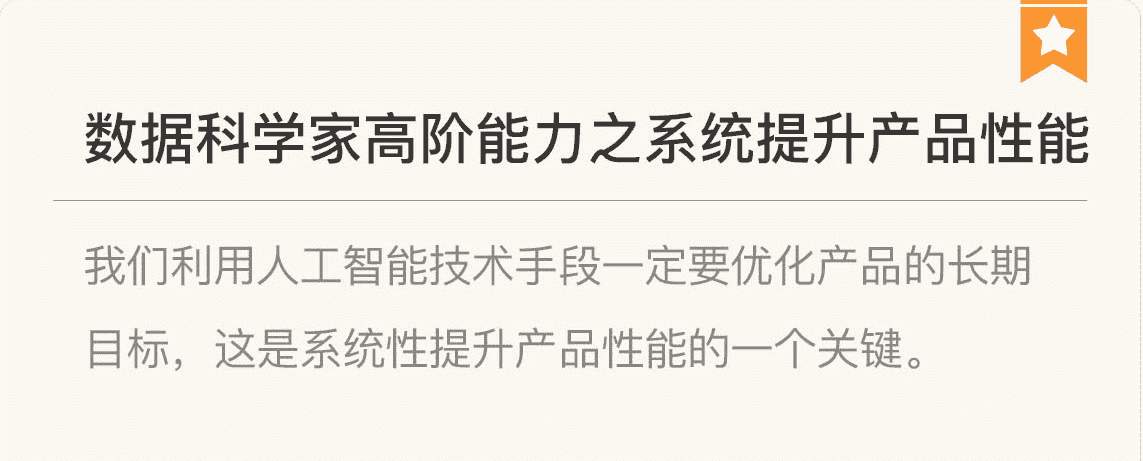 数据科学家高阶能力之系统提升产品性能
我们利用人工智能技术手段一定要优化产品的长期
目标，这是系统性提升产品性能的一个关键。